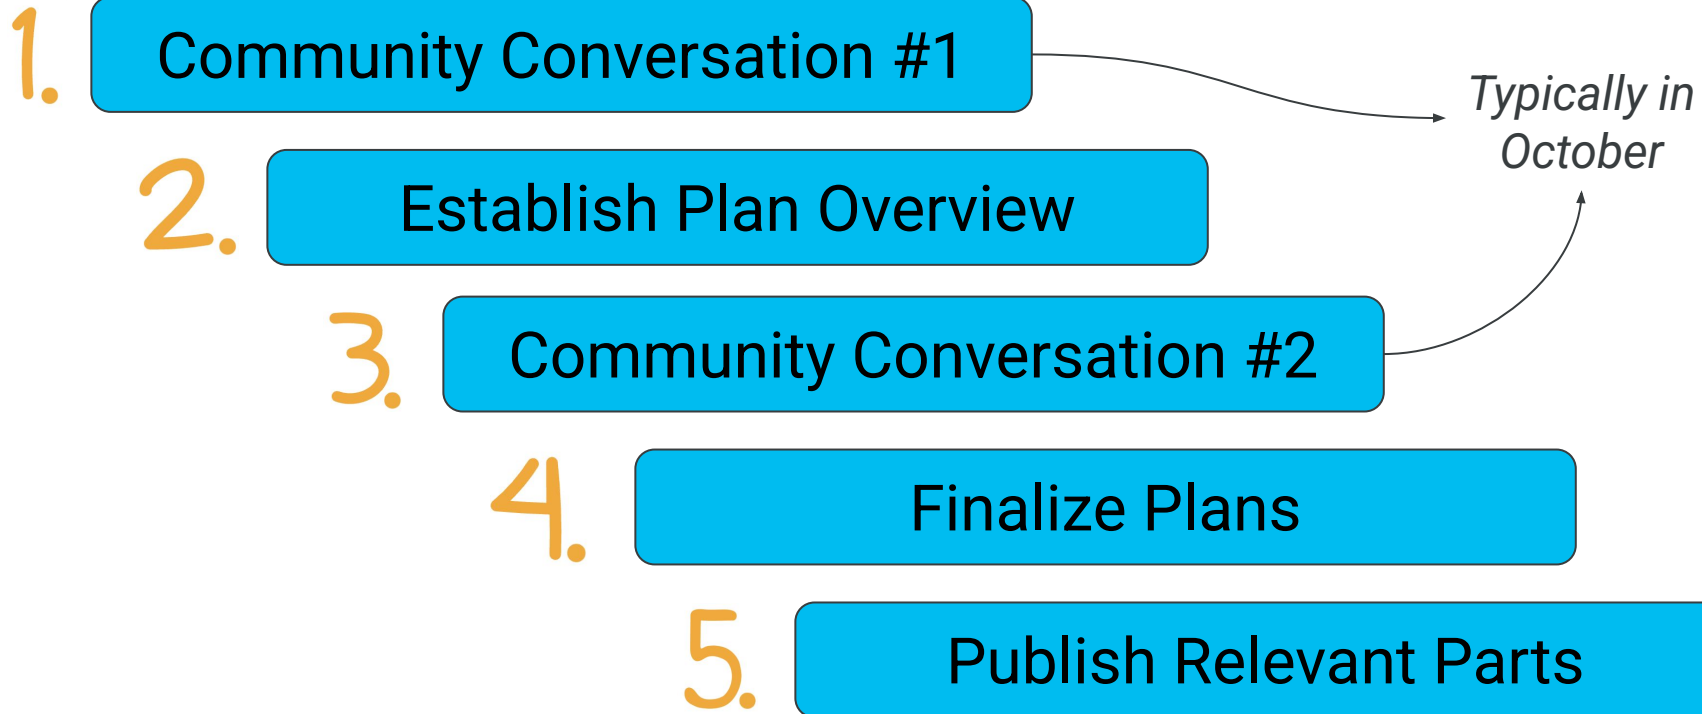 1. Community Conversation #1
Typically in
October
2. Establish Plan Overview
3. Community Conversation #2
4. Finalize Plans
5. Publish Relevant Parts